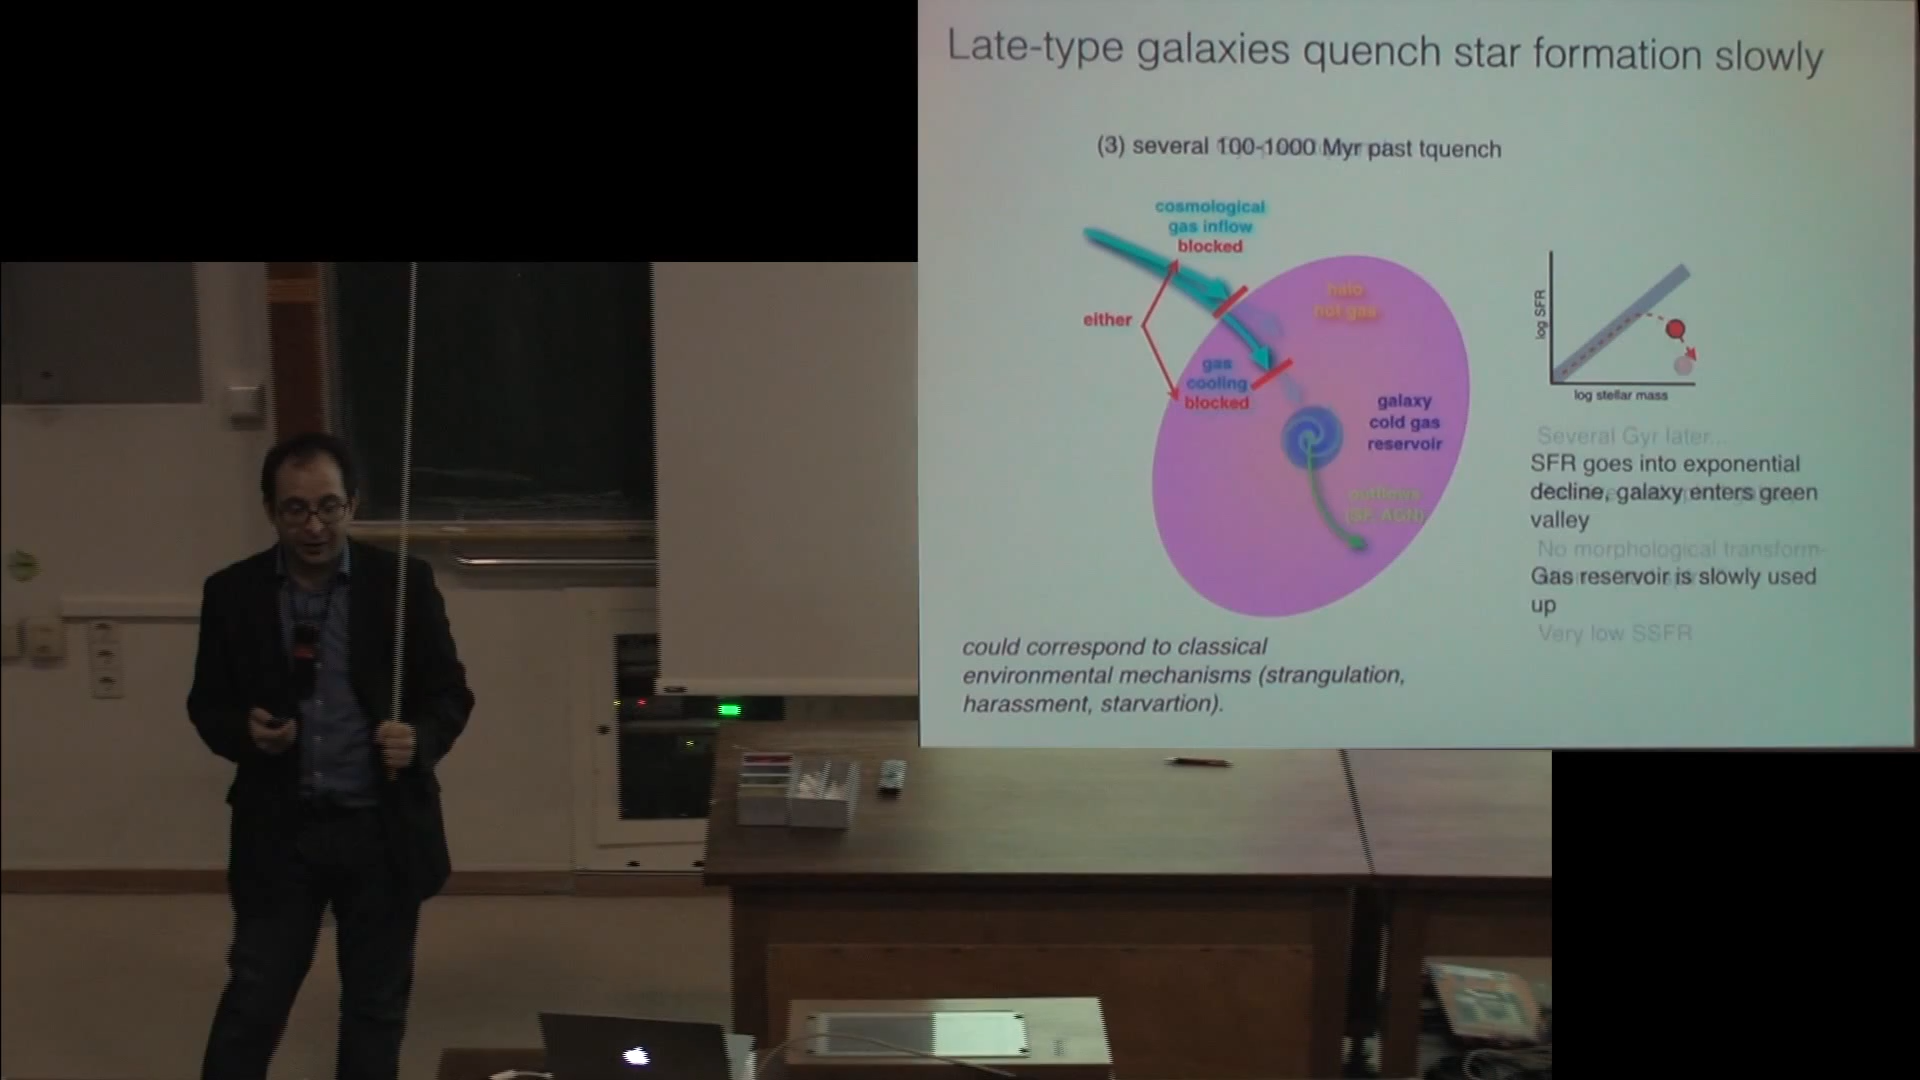 Late-type galaxies quench star formation slowly
(3) several 100-1000 Myr past tquench
cosmological
gas inflow
blocked
either
halo
hot gas
gas
cooling
blocked
galaxy
cold gas
reservoir
outflows
(SF, AGN)
log SFR
log stellar mass
Several Gyr later...
SFR goes into exponential
decline, galaxy enters green
valley
No morphological transform-
Gas reservoir is slowly used
up
Very low SSFR
could correspond to classical
environmental mechanisms (strangulation,
harassment, starvartion).